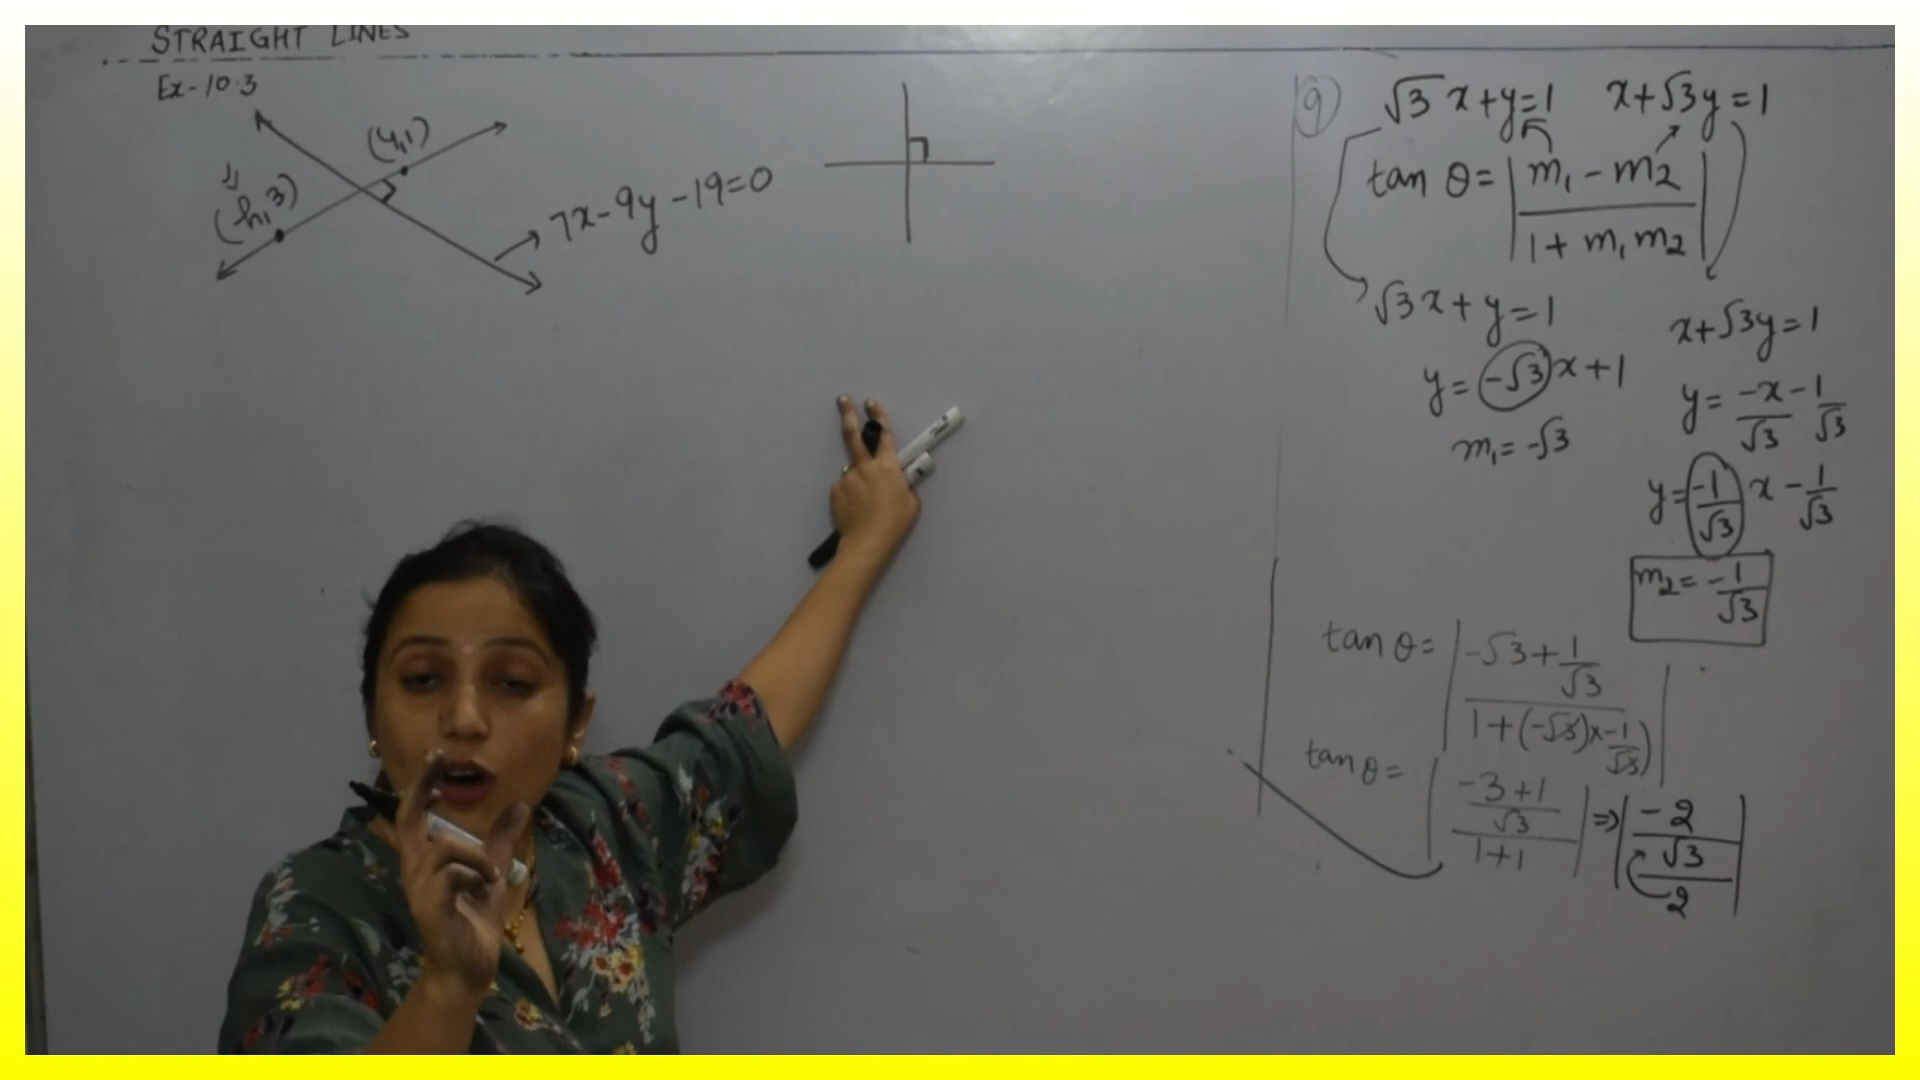 STRAIGHT LINES
Ex-10.3
(4,1)
(h,3)
7x-9y-19=0
9) √3 x+y=1 x+√3y=1
tan θ= |m₁-m₂ / 1+m₁m₂|
√3x+y=1
y=-√3x+1
m₁=-√3
x+√3y=1
y=-x/√3 -1/√3
y=-1/√3 x-1/√3
m₂=-1/√3
tan θ= |-√3+1/√3 / 1+(-√3)x-1/√3)|
tan θ= |-3+1/√3 / 1+1| ⇒ |-2/√3 / 2|